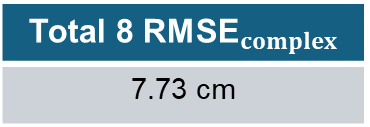 Total 8 RMSEcomplex
7.73 cm